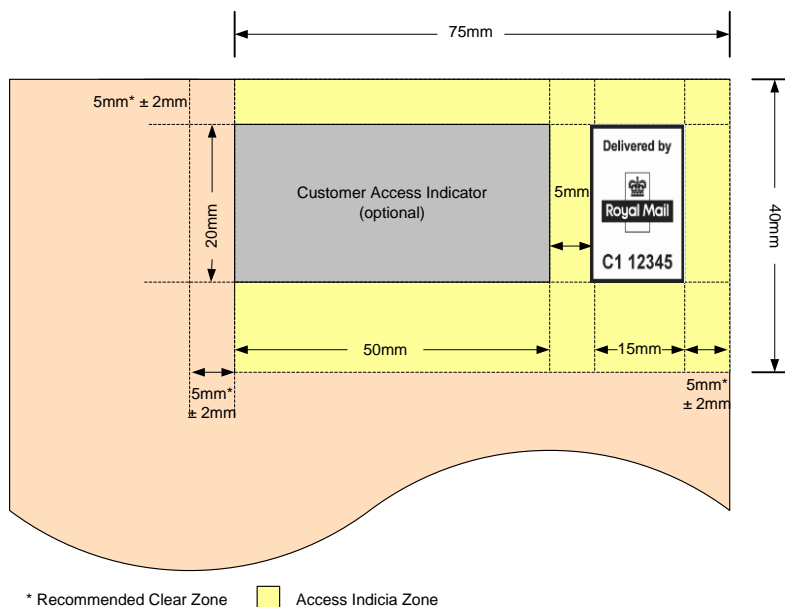 75mm
5mm* ± 2mm
Delivered by
Royal Mail
C1 12345
Customer Access Indicator
(optional)
5mm
20mm
40mm
50mm
15mm
5mm*
± 2mm
5mm*
± 2mm
* Recommended Clear Zone
Access Indicia Zone